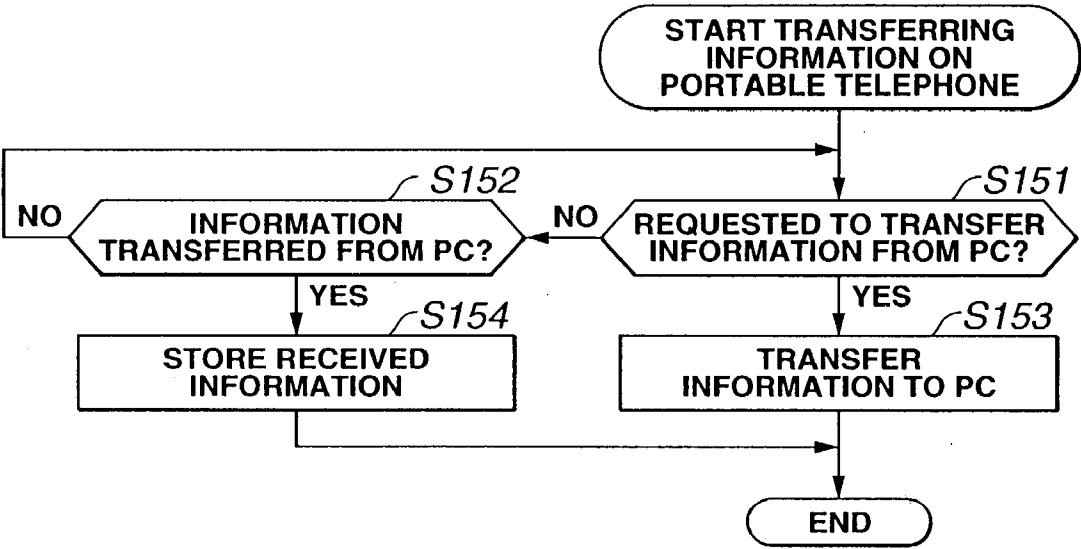 START TRANSFERRING
INFORMATION ON
PORTABLE TELEPHONE
S152
S151
NO
INFORMATION
TRANSFERRED FROM PC?
NO
REQUESTED TO TRANSFER
INFORMATION FROM PC?
YES
YES
S154
S153
STORE RECEIVED
INFORMATION
TRANSFER
INFORMATION TO PC
END